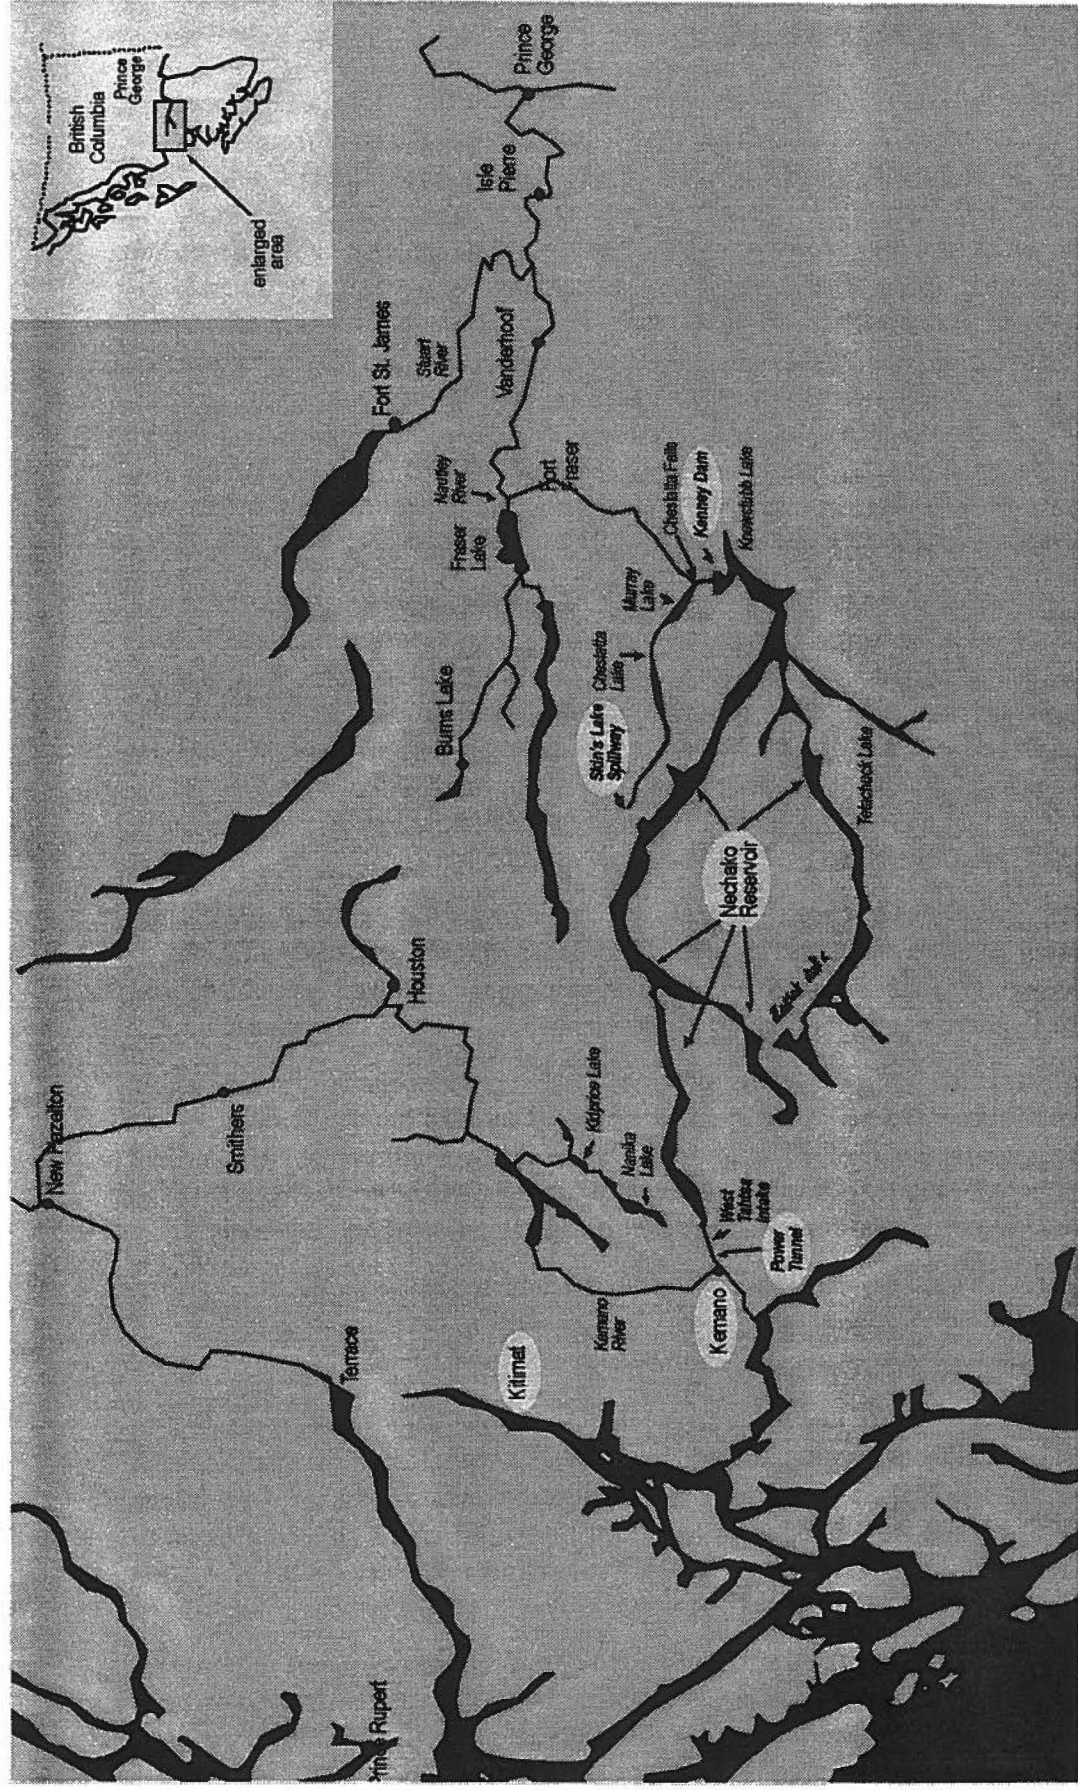 British
Columbia
Prince
George
enlarged
area
New Hazelton
Smithers
Terrace
Prince Rupert
Houston
Fort St. James
Stuart
River
Burns Lake
Nautley
River
Fraser
Lake
Vanderhoof
Isle
Pierre
Prince
George
Fort
Fraser
Kitimat
Kidprice Lake
Nanika
Lake
Kemano
River
Skin's Lake
Spillway
Cheslatta
Lake
Murray
Lake
Cheslatta Falls
Kenney Dam
Knewstubb Lake
Kemano
West
Tahtsa
Intake
Power
Tunnel
Nechako
Reservoir
Tetachuck Lake